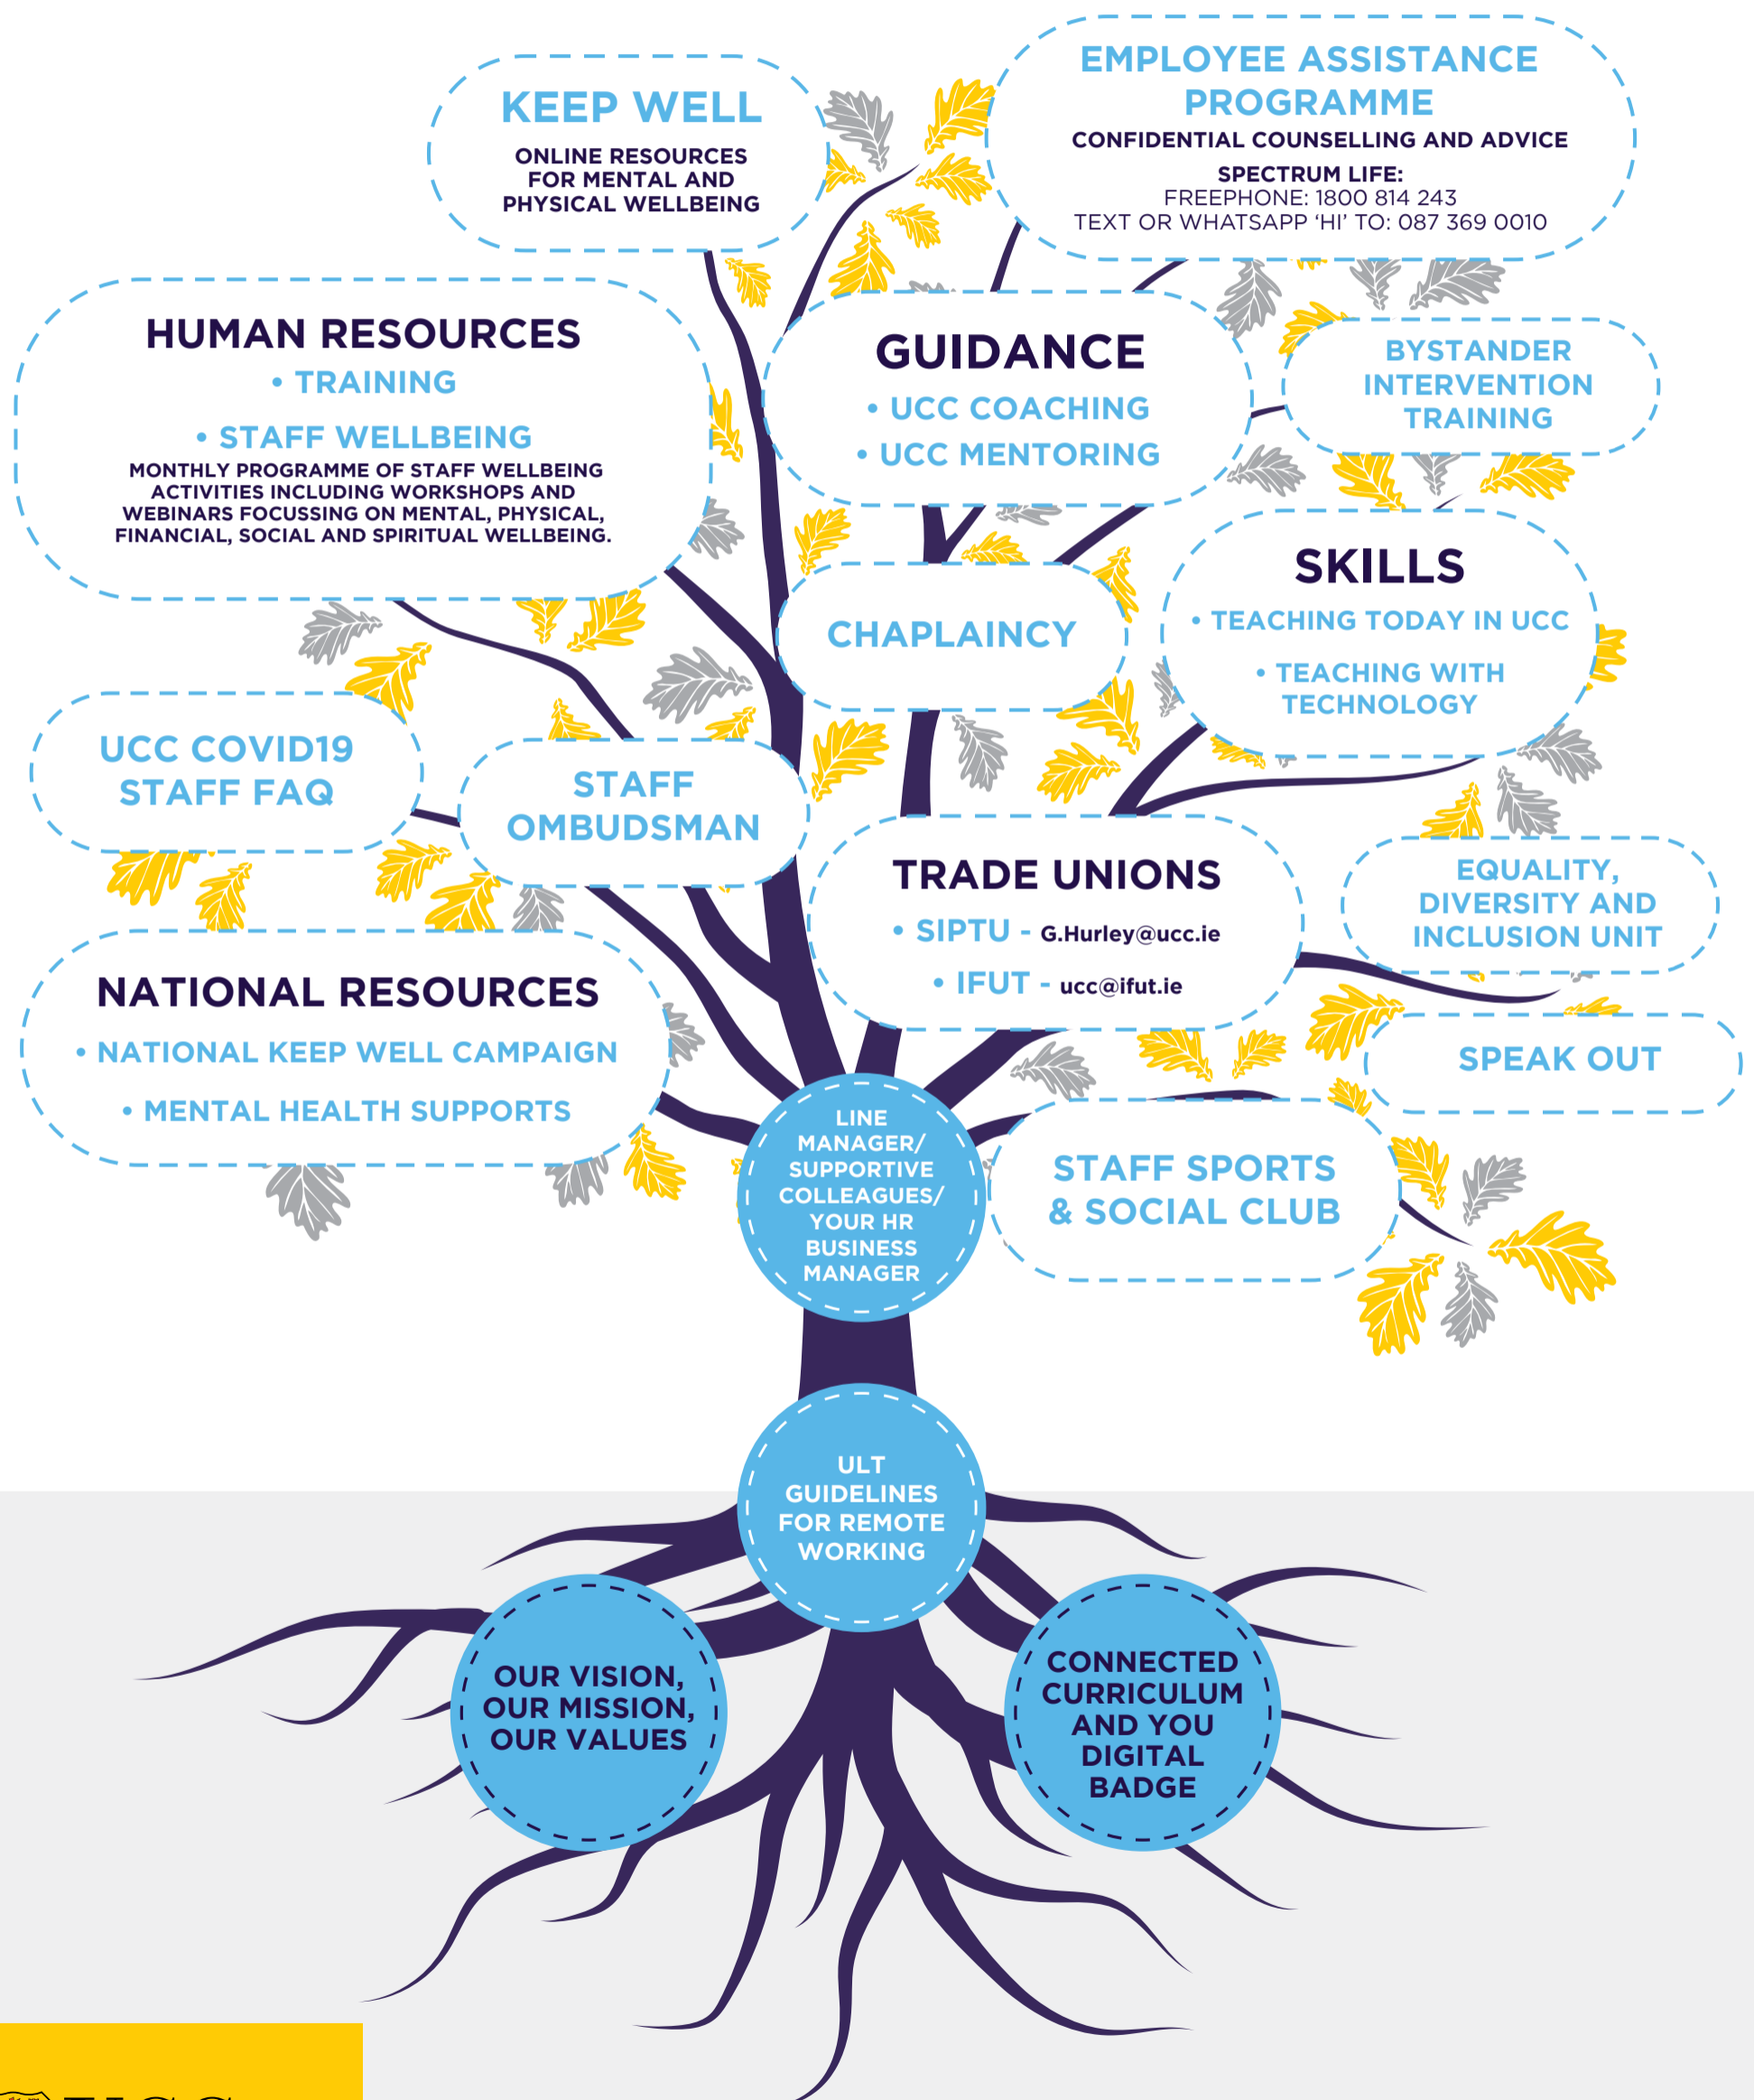 KEEP WELL
ONLINE RESOURCES
FOR MENTAL AND
PHYSICAL WELLBEING
EMPLOYEE ASSISTANCE
PROGRAMME
CONFIDENTIAL COUNSELLING AND ADVICE
SPECTRUM LIFE:
FREEPHONE: 1800 814 243
TEXT OR WHATSAPP ‘HI’ TO: 087 369 0010
HUMAN RESOURCES
• TRAINING
• STAFF WELLBEING
MONTHLY PROGRAMME OF STAFF WELLBEING
ACTIVITIES INCLUDING WORKSHOPS AND
WEBINARS FOCUSSING ON MENTAL, PHYSICAL,
FINANCIAL, SOCIAL AND SPIRITUAL WELLBEING.
GUIDANCE
• UCC COACHING
• UCC MENTORING
BYSTANDER
INTERVENTION
TRAINING
CHAPLAINCY
SKILLS
• TEACHING TODAY IN UCC
• TEACHING WITH
TECHNOLOGY
UCC COVID19
STAFF FAQ
STAFF
OMBUDSMAN
TRADE UNIONS
• SIPTU - G.Hurley@ucc.ie
• IFUT - ucc@ifut.ie
EQUALITY,
DIVERSITY AND
INCLUSION UNIT
NATIONAL RESOURCES
• NATIONAL KEEP WELL CAMPAIGN
• MENTAL HEALTH SUPPORTS
SPEAK OUT
LINE
MANAGER/
SUPPORTIVE
COLLEAGUES/
YOUR HR
BUSINESS
MANAGER
STAFF SPORTS
& SOCIAL CLUB
ULT
GUIDELINES
FOR REMOTE
WORKING
OUR VISION,
OUR MISSION,
OUR VALUES
CONNECTED
CURRICULUM
AND YOU
DIGITAL
BADGE